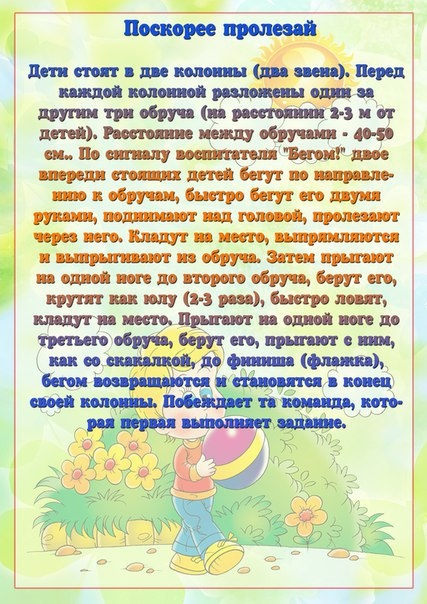 Поскорее пролезай
Дети стоят в две колонны (два звена). Перед
каждой колонной разложены один за
другим три обруча (на расстоянии 2-3 м от
детей). Расстояние между обручами - 40-50
см.. По сигналу воспитателя "Бегом!" двое
впереди стоящих детей бегут по направле-
нию к обручам, быстро бегут его двумя
руками, поднимают над головой, пролезают
через него. Кладут на место, выпрямляются
и выпрыгивают из обруча. Затем прыгают
на одной ноге до второго обруча, берут его,
крутят как юлу (2-3 раза), быстро ловят,
кладут на место. Прыгают на одной ноге до
третьего обруча, берут его, прыгают с ним,
как со скакалкой, до финиша (флажка),
бегом возвращаются и становятся в конец
своей колонны. Побеждает та команда, кото-
рая первая выполняет задание.